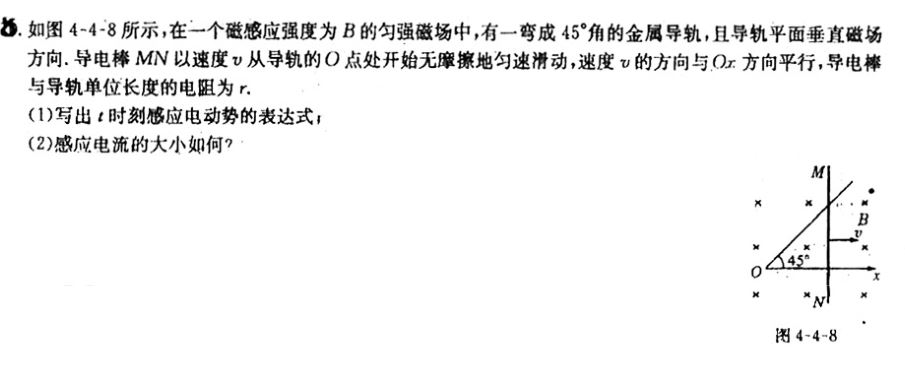 8. 如图 4-4-8 所示,在一个磁感应强度为 B 的匀强磁场中,有一弯成 45°角的金属导轨,且导轨平面垂直磁场
方向.导电棒 MN 以速度 v 从导轨的 O 点处开始无摩擦地匀速滑动,速度 v 的方向与 Ox 方向平行,导电棒
与导轨单位长度的电阻为 r.
(1)写出 t 时刻感应电动势的表达式;
(2)感应电流的大小如何?
M
B
v
45°
O
x
N
图 4-4-8